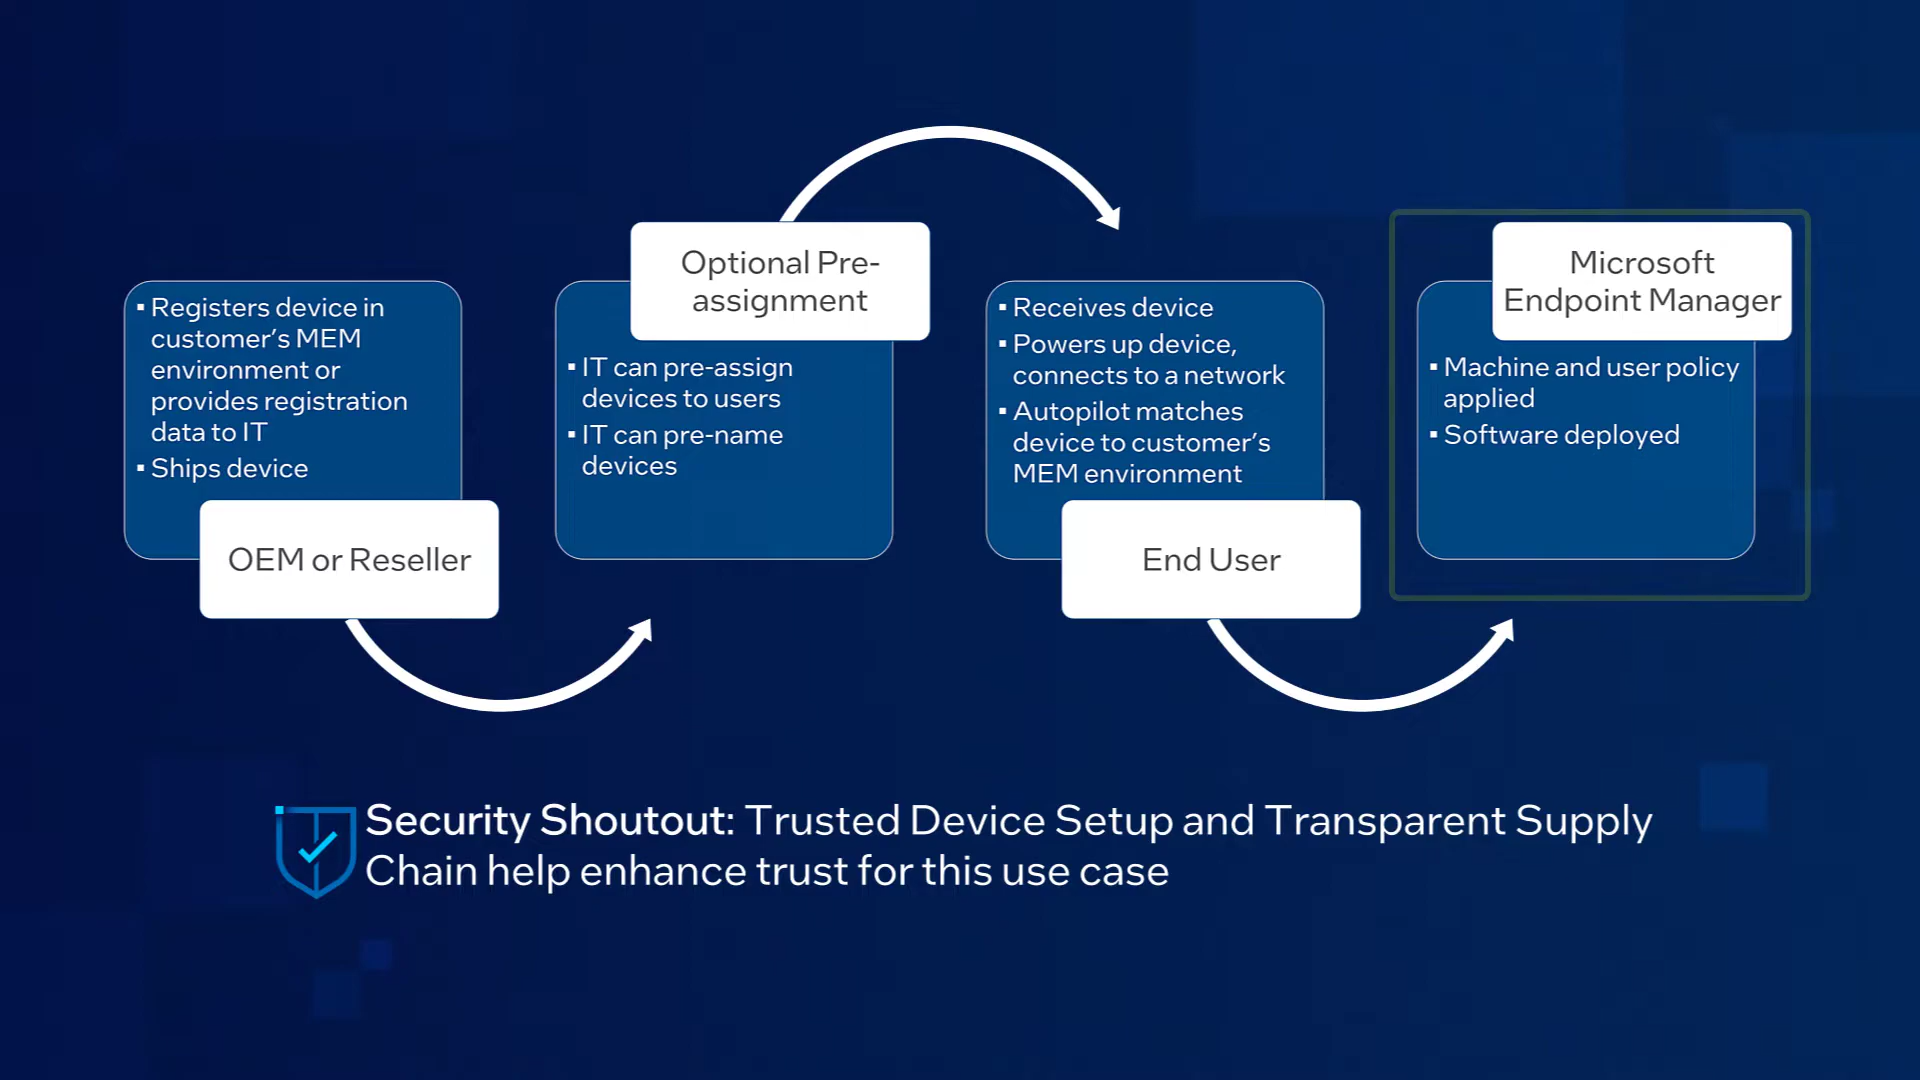 ▪ Registers device in
customer’s MEM
environment or
provides registration
data to IT
▪ Ships device
OEM or Reseller
Optional Pre-
assignment
▪ IT can pre-assign
devices to users
▪ IT can pre-name
devices
▪ Receives device
▪ Powers up device,
connects to a network
▪ Autopilot matches
device to customer’s
MEM environment
End User
Microsoft
Endpoint Manager
▪ Machine and user policy
applied
▪ Software deployed
Security Shoutout: Trusted Device Setup and Transparent Supply
Chain help enhance trust for this use case